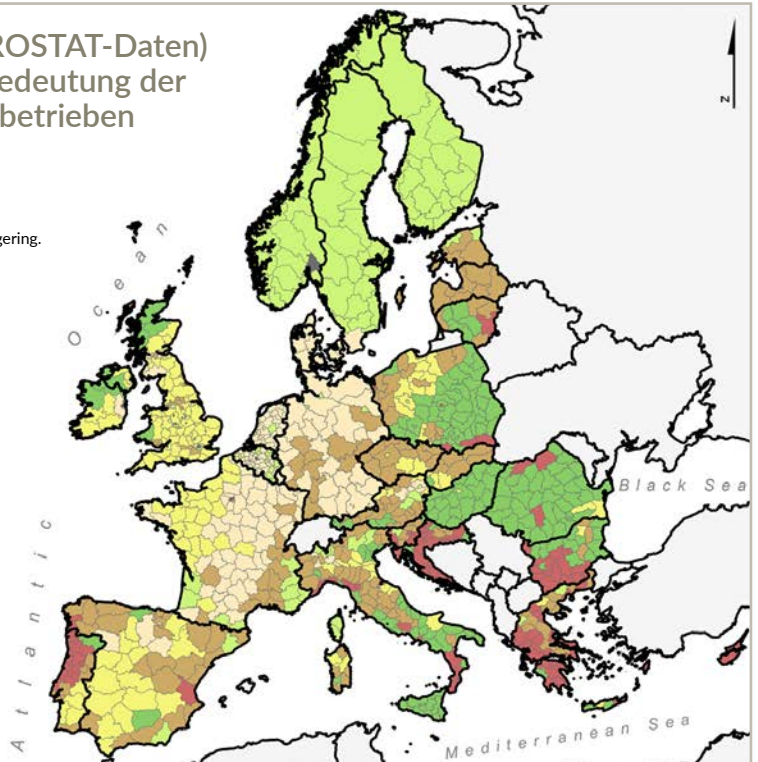 ROSTAT-Daten)
edeutung der
betrieben
gering.
N
Atlantic Ocean
Black Sea
Mediterranean Sea